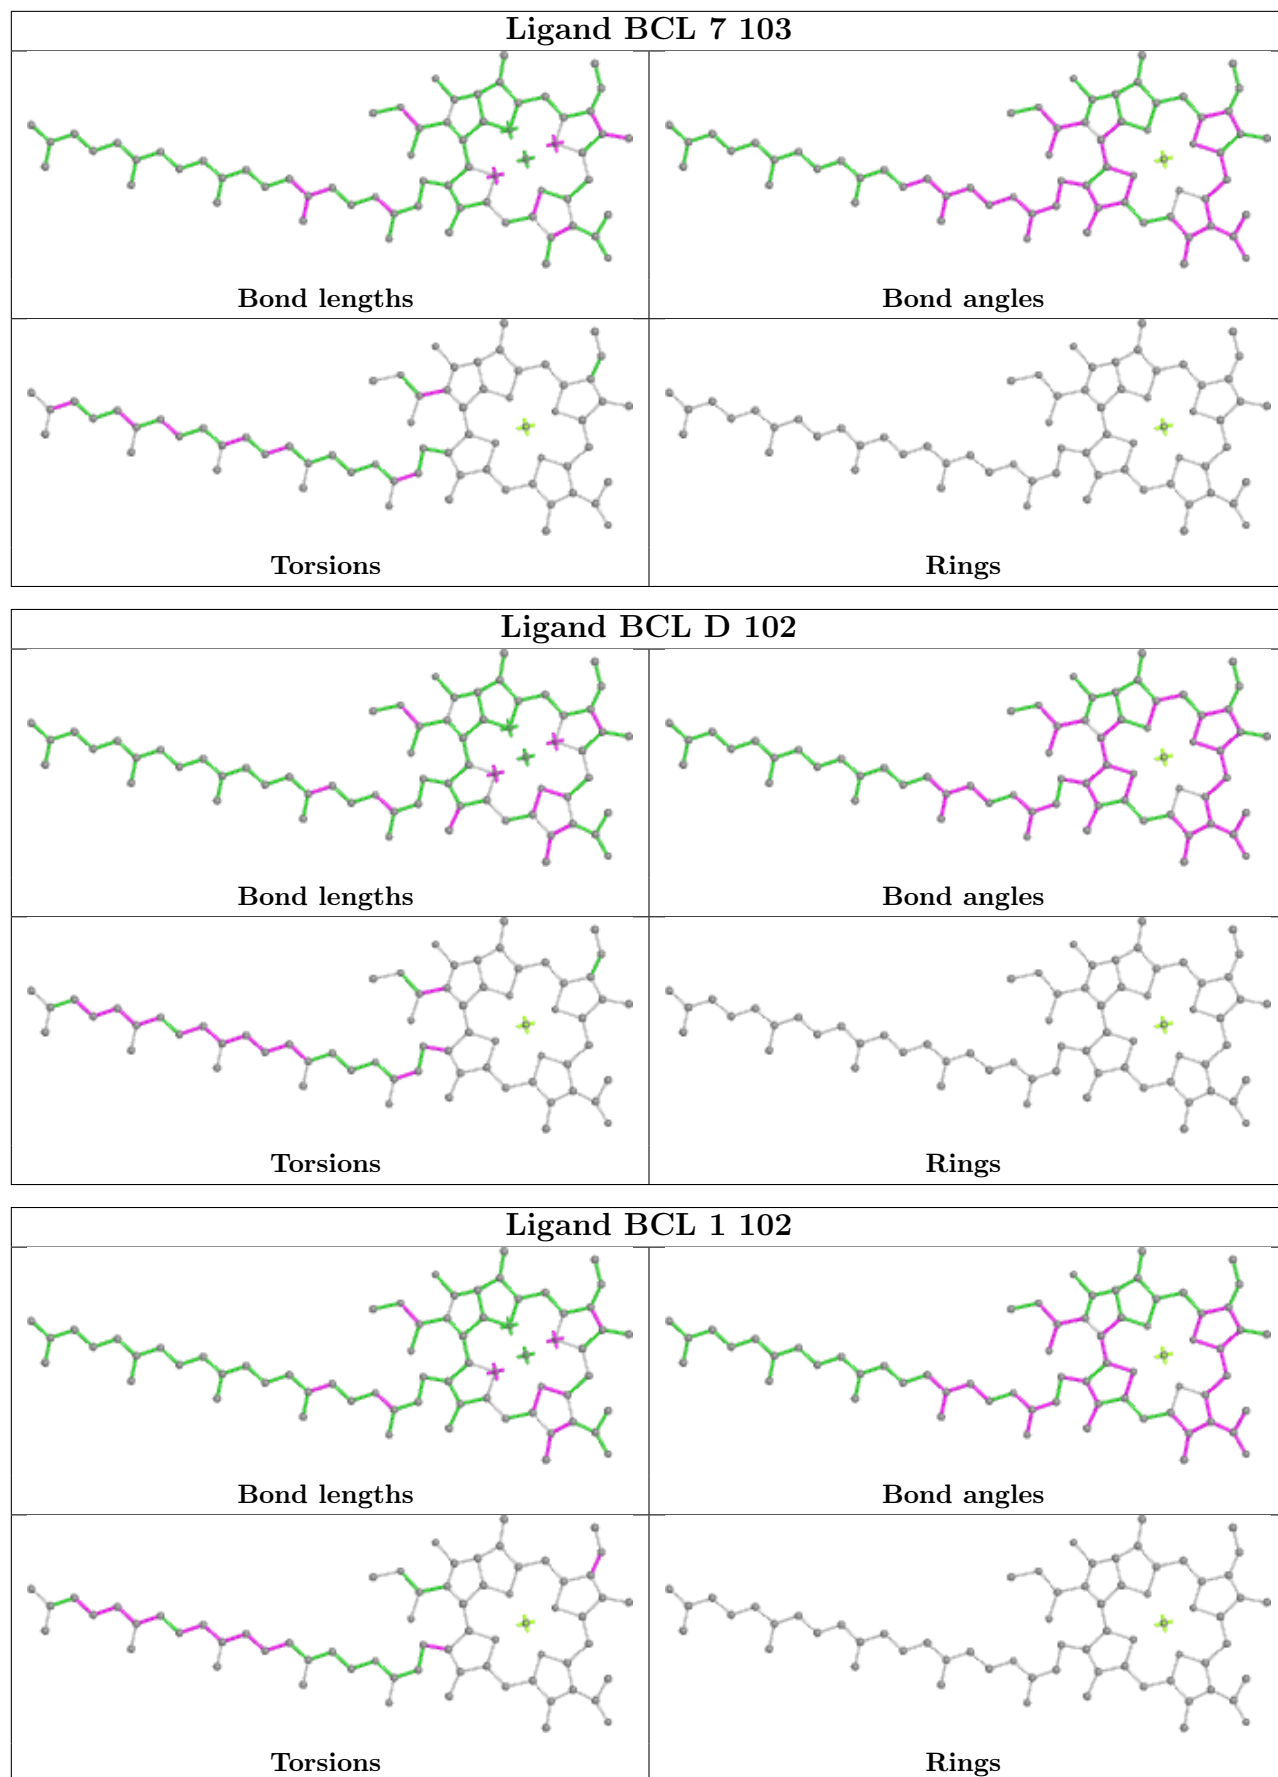 Ligand BCL 7 103
Bond lengths
Bond angles
Torsions
Rings
Ligand BCL D 102
Bond lengths
Bond angles
Torsions
Rings
Ligand BCL 1 102
Bond lengths
Bond angles
Torsions
Rings